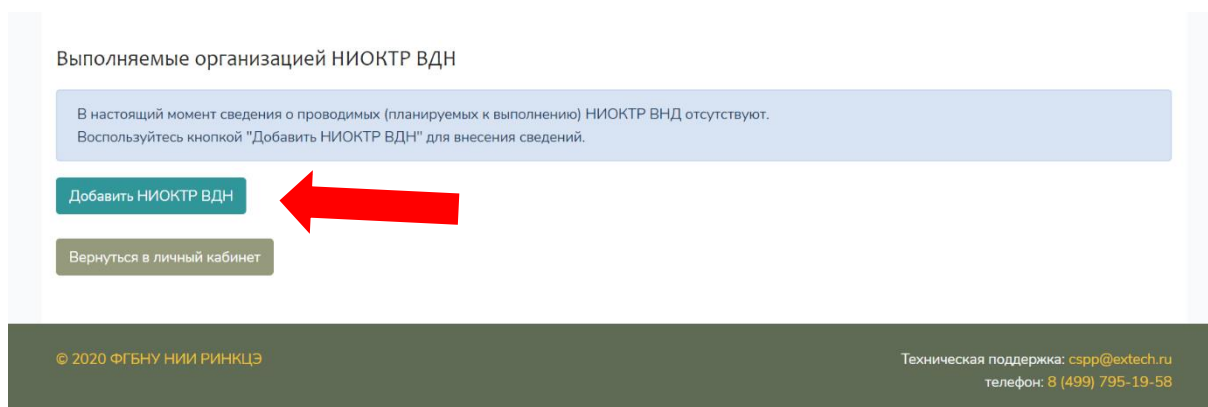 Выполняемые организацией НИОКТР ВДН
В настоящий момент сведения о проводимых (планируемых к выполнению) НИОКТР ВНД отсутствуют.
Воспользуйтесь кнопкой "Добавить НИОКТР ВДН" для внесения сведений.
Добавить НИОКТР ВДН
Вернуться в личный кабинет
© 2020 ФГБНУ НИИ РИНКЦЭ
Техническая поддержка: cspp@extech.ru
телефон: 8 (499) 795-19-58